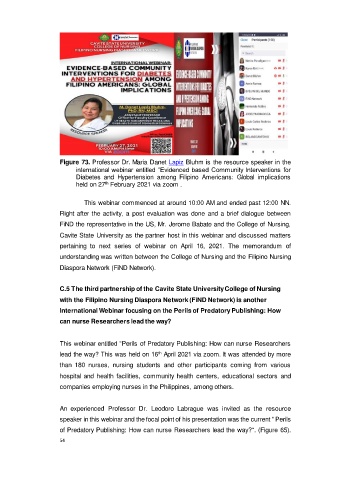 CAVITE STATE UNIVERSITY
COLLEGE OF NURSING
INTERNATIONAL WEBINAR
EVIDENCE-BASED COMMUNITY
INTERVENTIONS FOR DIABETES
AND HYPERTENSION AMONG
FILIPINO AMERICANS: GLOBAL
IMPLICATIONS
FEBRUARY 27, 2021
Figure 73. Professor Dr. Maria Danet Lapiz Bluhm is the resource speaker in the
international webinar entitled "Evidenced based Community Interventions for
Diabetes and Hypertension among Filipino Americans: Global implications
held on 27th February 2021 via zoom .
This webinar commenced at around 10:00 AM and ended past 12:00 NN.
Right after the activity, a post evaluation was done and a brief dialogue between
FiND the representative in the US, Mr. Jerome Babate and the College of Nursing,
Cavite State University as the partner host in this webinar and discussed matters
pertaining to next series of webinar on April 16, 2021. The memorandum of
understanding was written between the College of Nursing and the Filipino Nursing
Diaspora Network (FiND Network).
C.5 The third partnership of the Cavite State University College of Nursing
with the Filipino Nursing Diaspora Network (FiND Network) is another
International Webinar focusing on the Perils of Predatory Publishing: How
can nurse Researchers lead the way?
This webinar entitled "Perils of Predatory Publishing: How can nurse Researchers
lead the way? This was held on 16th April 2021 via zoom. It was attended by more
than 180 nurses, nursing students and other participants coming from various
hospital and health facilities, community health centers, educational sectors and
companies employing nurses in the Philippines, among others.
An experienced Professor Dr. Leodoro Labrague was invited as the resource
speaker in this webinar and the focal point of his presentation was the current " Perils
of Predatory Publishing: How can nurse Researchers lead the way?". (Figure 65).
54